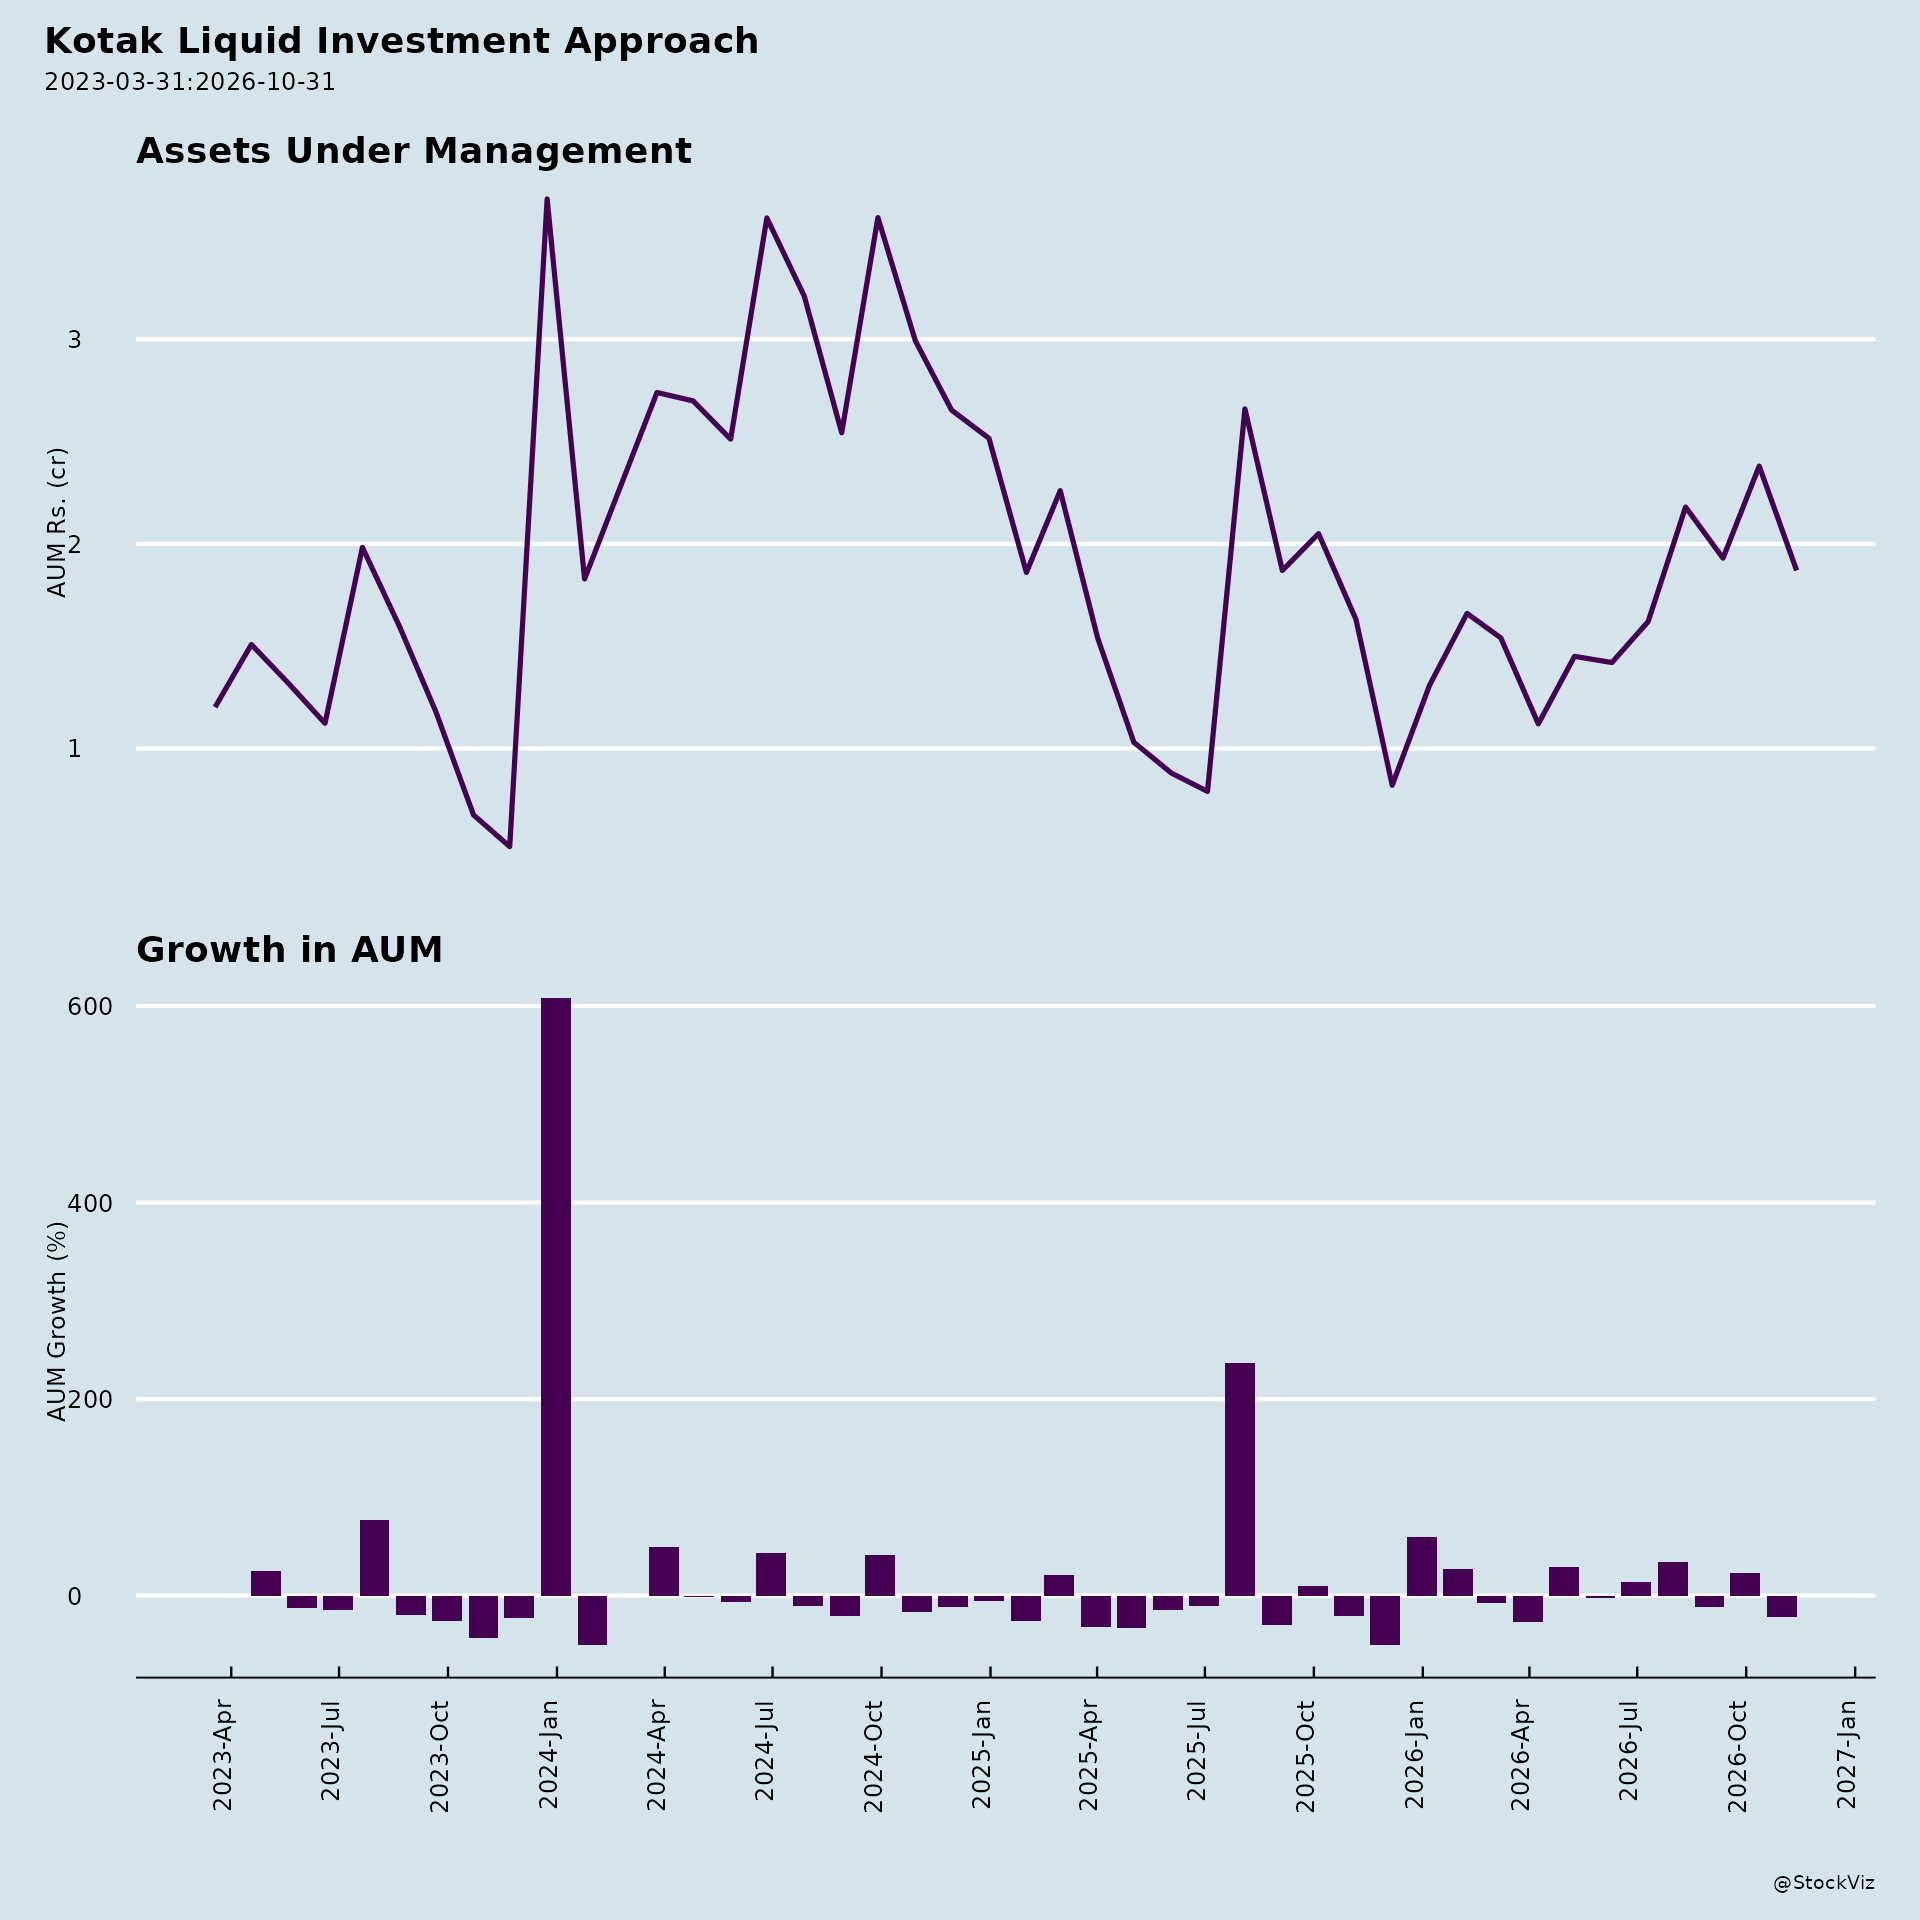 Kotak Liquid Investment Approach
2023-03-31:2026-10-31
Assets Under Management
AUM Rs. (cr)
3
2
1
Growth in AUM
AUM Growth (%)
600
400
200
0
2023-Apr
2023-Jul
2023-Oct
2024-Jan
2024-Apr
2024-Jul
2024-Oct
2025-Jan
2025-Apr
2025-Jul
2025-Oct
2026-Jan
2026-Apr
2026-Jul
2026-Oct
2027-Jan
@StockViz